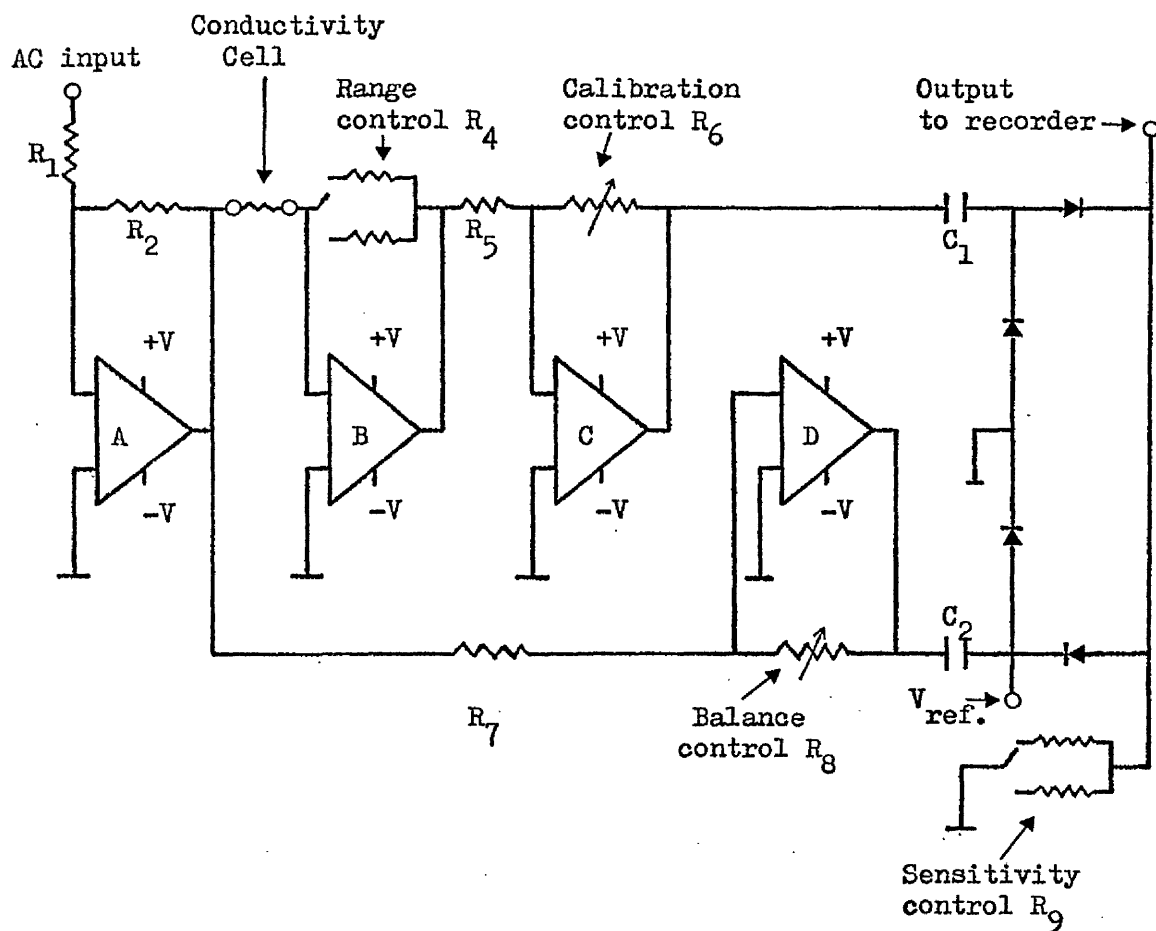 Conductivity
Cell
AC input
Range
control R4
Calibration
control R6
Output
to recorder
R1
R2
R5
C1
+V
+V
+V
+V
A
B
C
D
-V
-V
-V
-V
C2
R7
Balance
control R8
Vref.
Sensitivity
control R9